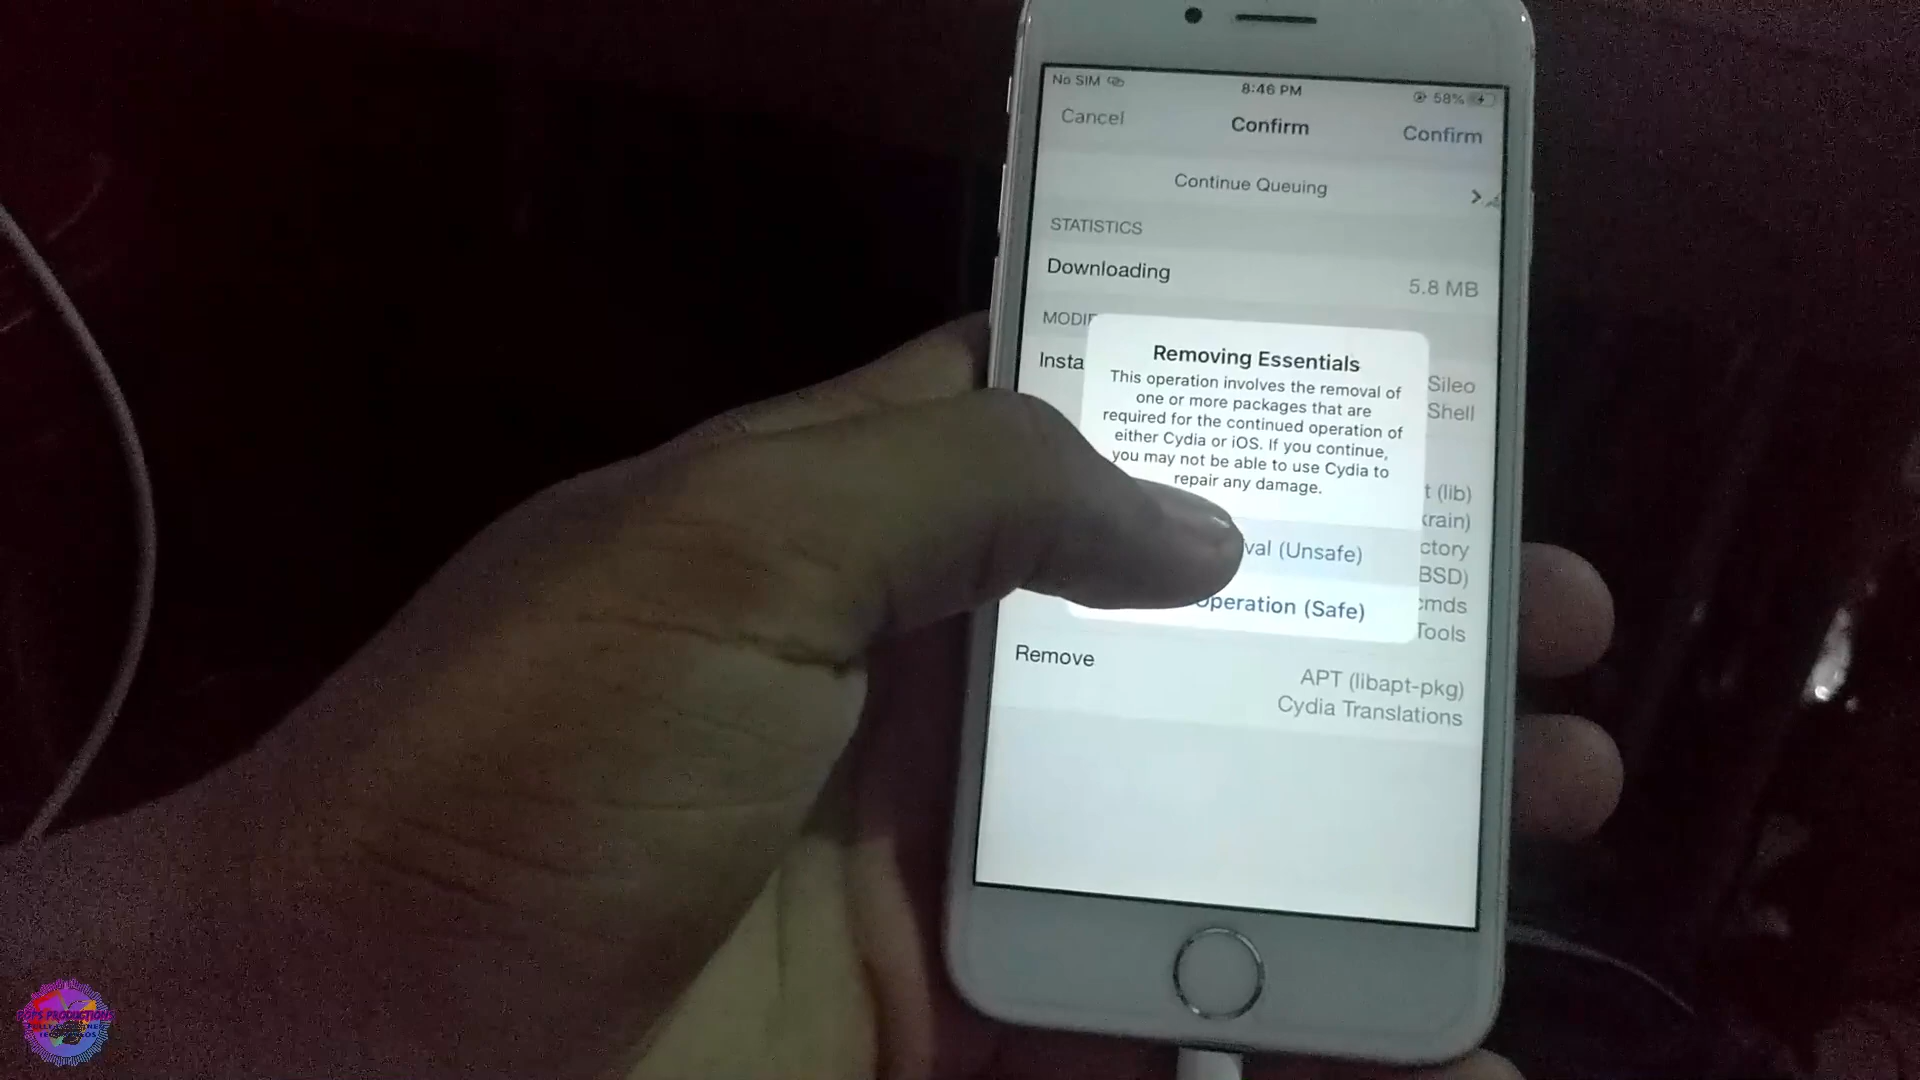 No SIM
8:46 PM
58%
Cancel
Confirm
Confirm
Continue Queuing
STATISTICS
Downloading
5.8 MB
MODIF
Insta
Sileo
Shell
Removing Essentials
This operation involves the removal of
one or more packages that are
required for the continued operation of
either Cydia or iOS. If you continue,
you may not be able to use Cydia to
repair any damage.
t (lib)
krain)
ctory
BSD)
cmds
Tools
val (Unsafe)
Operation (Safe)
Remove
APT (libapt-pkg)
Cydia Translations
POPS PRODUCTIONS